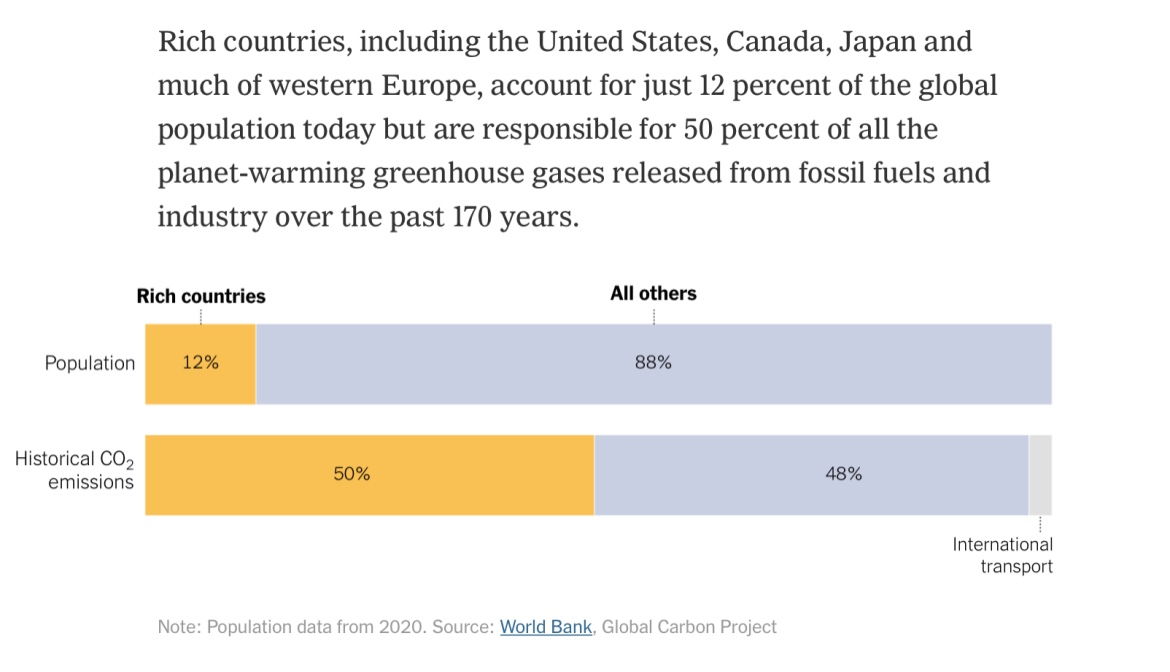 Rich countries, including the United States, Canada, Japan and
much of western Europe, account for just 12 percent of the global
population today but are responsible for 50 percent of all the
planet-warming greenhouse gases released from fossil fuels and
industry over the past 170 years.
Rich countries
All others
Population
12%
88%
Historical CO₂
emissions
50%
48%
International
transport
Note: Population data from 2020. Source: World Bank, Global Carbon Project